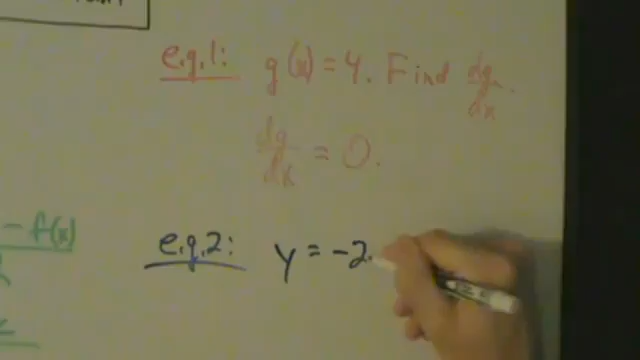 e.g.1: g(x) = 4. Find dg/dx.
dg/dx = 0.
- f(x)
e.g.2: y = -2.